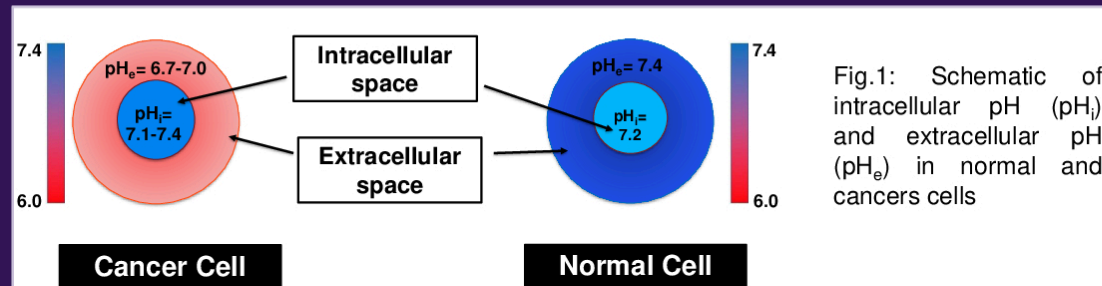 7.4
6.0
pHₑ= 6.7-7.0
pHᵢ=
7.1-7.4
Intracellular
space
Extracellular
space
pHₑ= 7.4
pHᵢ=
7.2
7.4
6.0
Cancer Cell
Normal Cell
Fig.1: Schematic of
intracellular pH (pHᵢ)
and extracellular pH
(pHₑ) in normal and
cancers cells